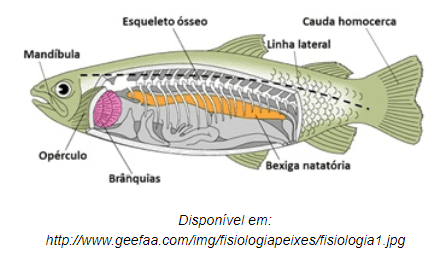 Esqueleto ósseo
Cauda homocerca
Linha lateral
Mandíbula
Opérculo
Brânquias
Bexiga natatória
Disponível em:
http://www.geefaa.com/img/fisiologiapeixes/fisiologia1.jpg